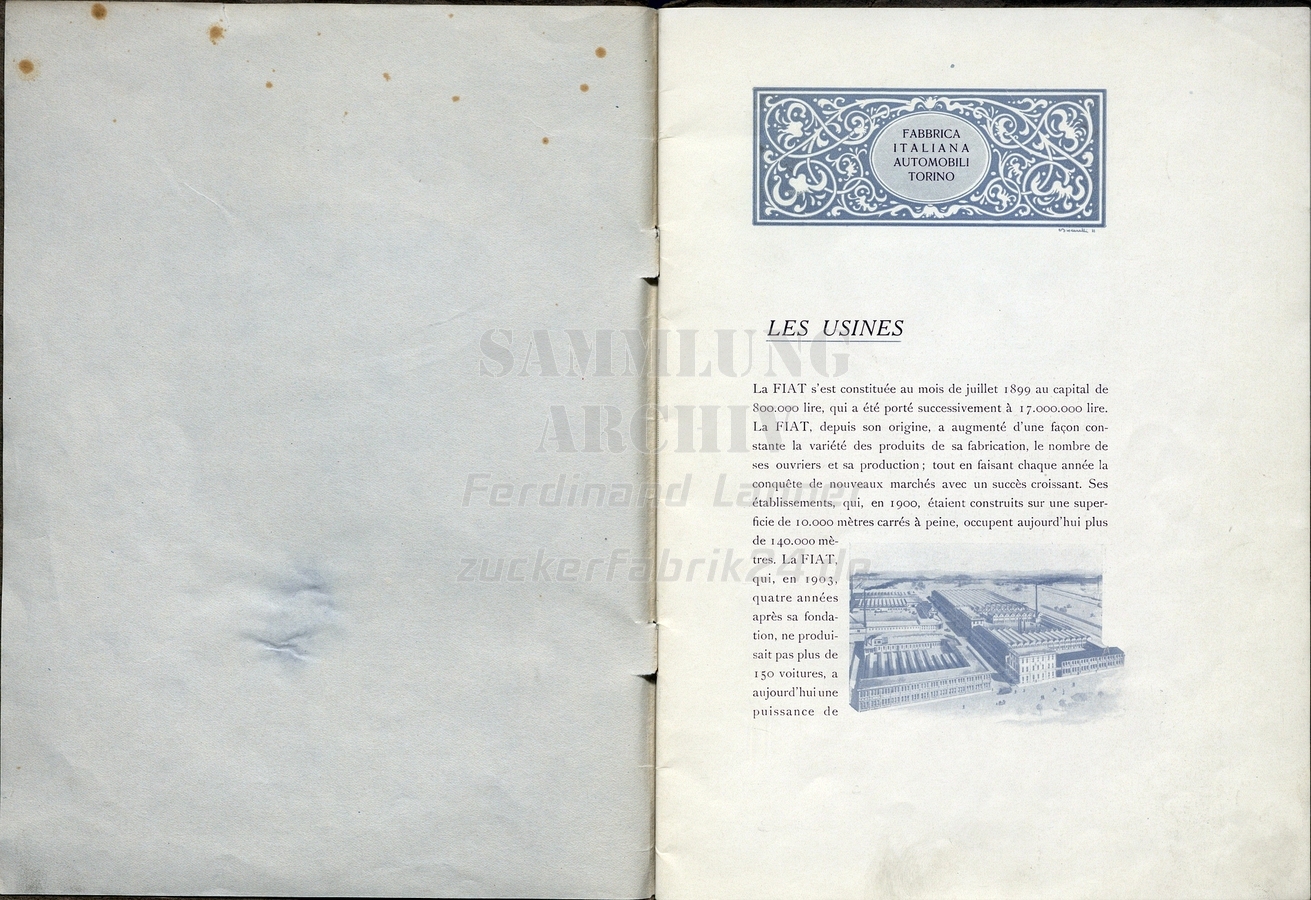 FABBRICA
ITALIANA
AUTOMOBILI
TORINO
LES USINES
La FIAT s'est constituée au mois de juillet 1899 au capital de
800.000 lire, qui a été porté successivement à 17.000.000 lire.
La FIAT, depuis son origine, a augmenté d'une façon con-
stante la variété des produits de sa fabrication, le nombre de
ses ouvriers et sa production; tout en faisant chaque année la
conquête de nouveaux marchés avec un succès croissant. Ses
établissements, qui, en 1900, étaient construits sur une super-
ficie de 10.000 mètres carrés à peine, occupent aujourd'hui plus
de 140.000 mè-
tres. La FIAT,
qui, en 1903,
quatre années
après sa fonda-
tion, ne produi-
sait pas plus de
150 voitures, a
aujourd'hui une
puissance de
SAMMLUNG
ARCHIV
Ferdinand Lanner
zuckerfabrik24.de